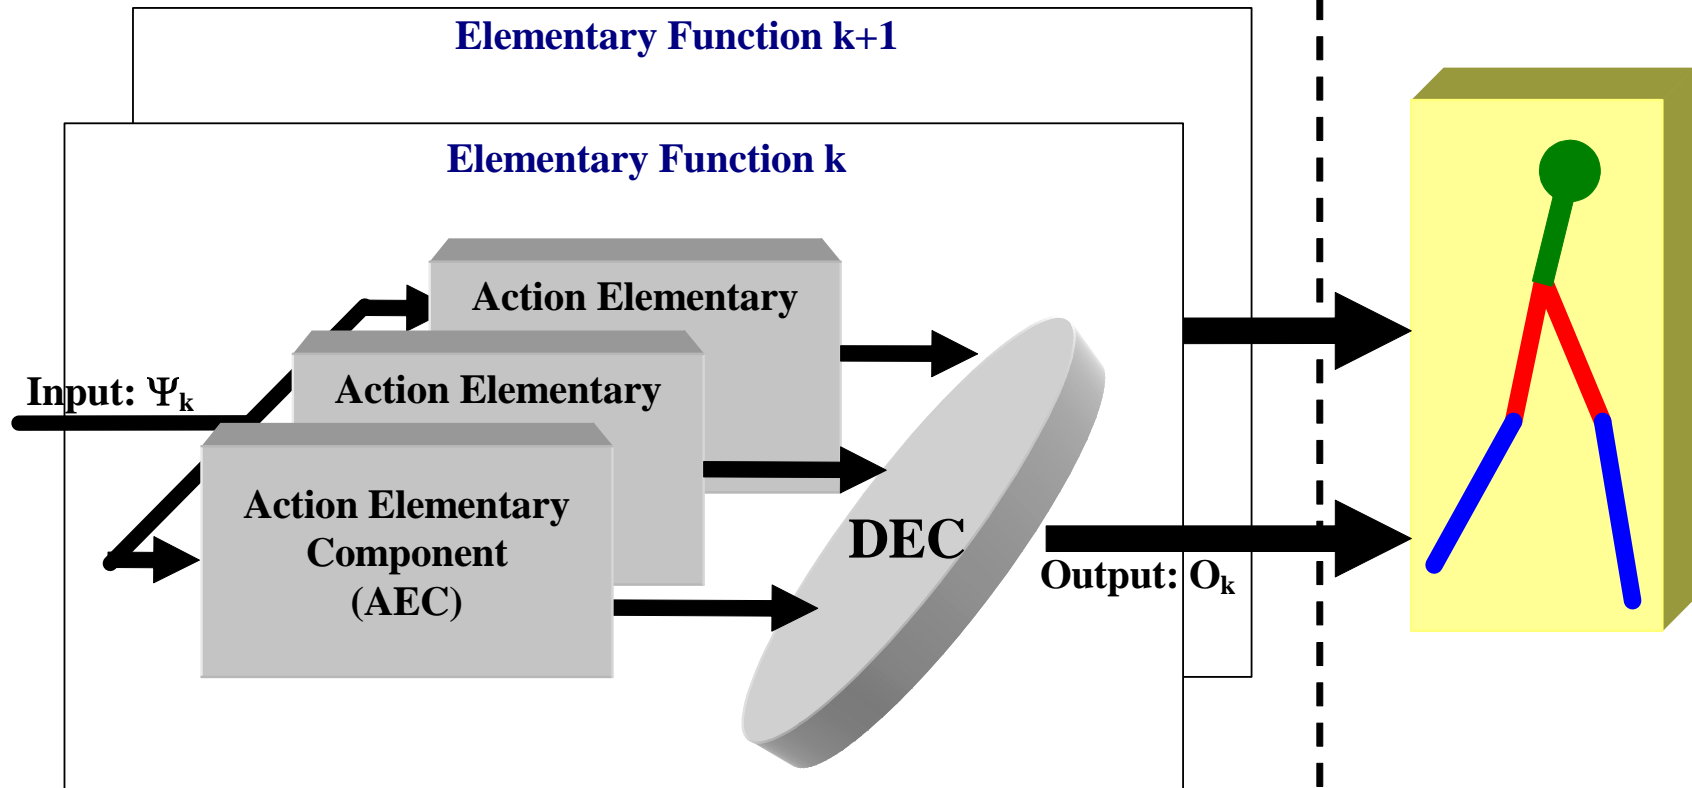 Elementary Function k+1
Elementary Function k
Action Elementary
Action Elementary
Input: Ψk
Action Elementary
Component
(AEC)
DEC
Output: Ok